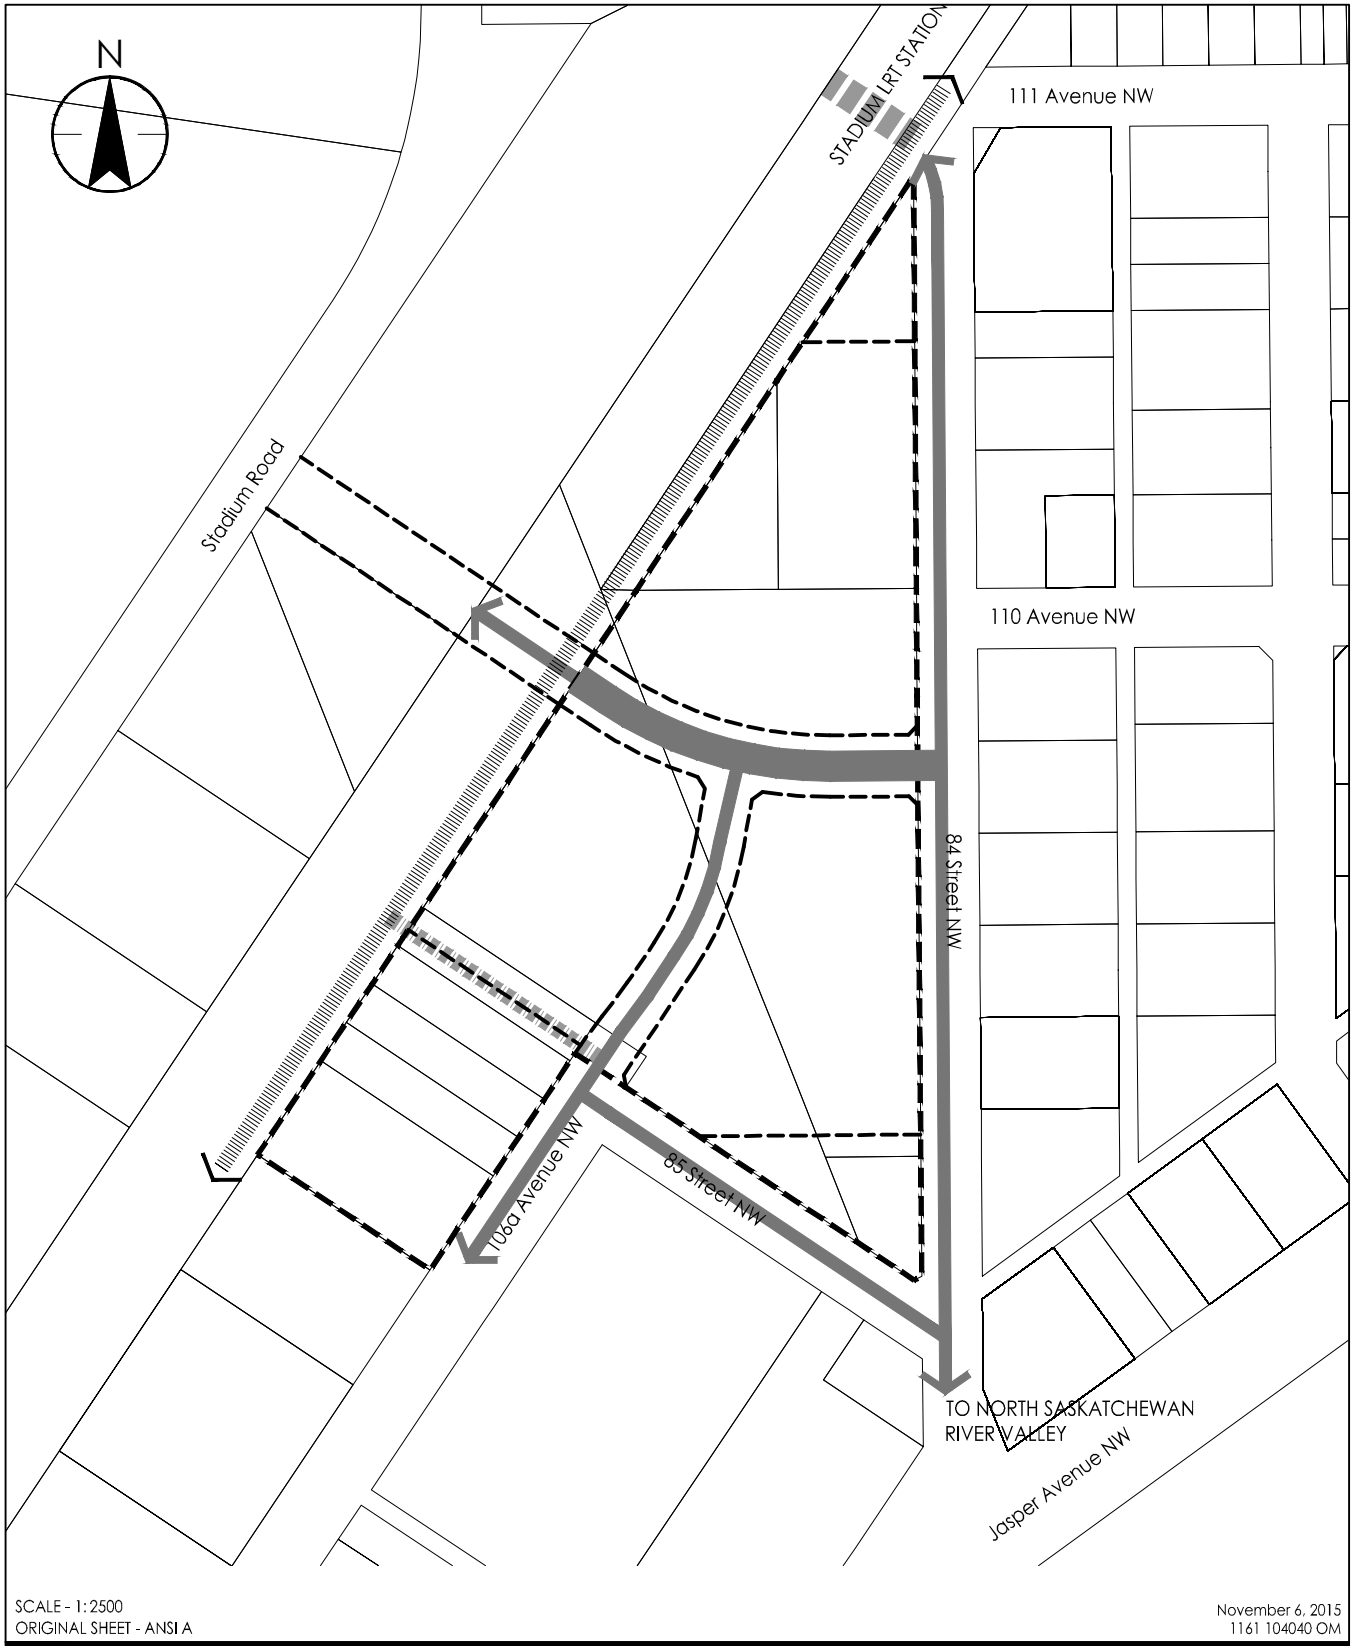 N
STADIUM LRT STATION
111 Avenue NW
Stadium Road
110 Avenue NW
84 Street NW
85 Street NW
106a Avenue NW
TO NORTH SASKATCHEWAN
RIVER VALLEY
Jasper Avenue NW
SCALE - 1: 2500
ORIGINAL SHEET - ANSI A
November 6, 2015
1161 104040 OM